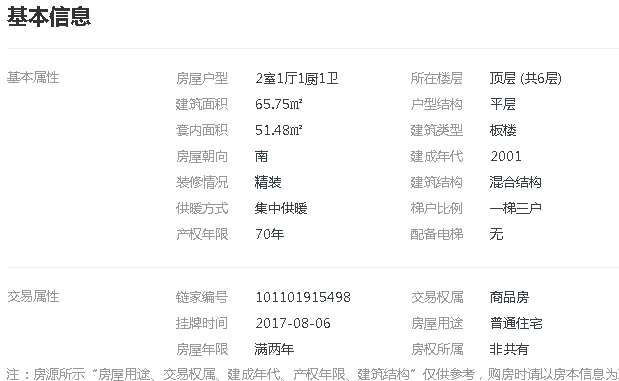 基本信息
基本属性 房屋户型 2室1厅1厨1卫 所在楼层 顶层 (共6层)
建筑面积 65.75㎡ 户型结构 平层
套内面积 51.48㎡ 建筑类型 板楼
房屋朝向 南 建成年代 2001
装修情况 精装 建筑结构 混合结构
供暖方式 集中供暖 梯户比例 一梯三户
产权年限 70年 配备电梯 无
交易属性 链家编号 101101915498 交易权属 商品房
挂牌时间 2017-08-06 房屋用途 普通住宅
房屋年限 满两年 房权所属 非共有
注：房源所示“房屋用途、交易权属、建成年代、产权年限、建筑结构”仅供参考，购房时请以房本信息为